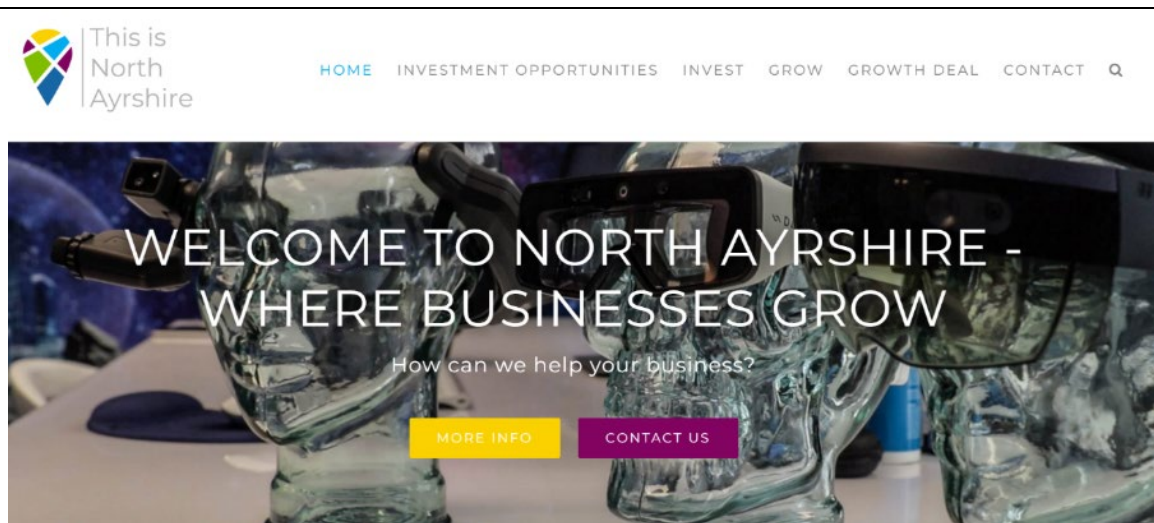 This is
North
Ayrshire
HOME INVESTMENT OPPORTUNITIES INVEST GROW GROWTH DEAL CONTACT
WELCOME TO NORTH AYRSHIRE -
WHERE BUSINESSES GROW
How can we help your business?
MORE INFO CONTACT US